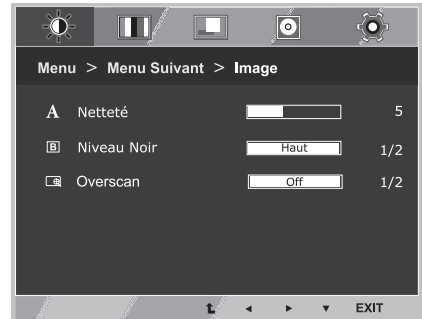 Menu > Menu Suivant > Image
A Netteté 5
B Niveau Noir Haut 1/2
Overscan Off 1/2
EXIT